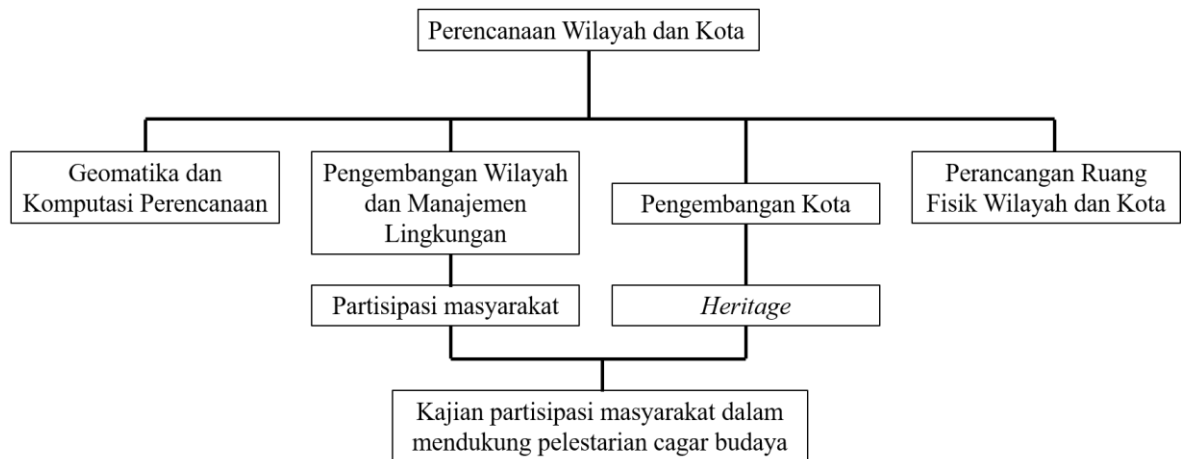 Perencanaan Wilayah dan Kota
Geomatika dan
Komputasi Perencanaan
Pengembangan Wilayah
dan Manajemen
Lingkungan
Pengembangan Kota
Perancangan Ruang
Fisik Wilayah dan Kota
Partisipasi masyarakat
Heritage
Kajian partisipasi masyarakat dalam
mendukung pelestarian cagar budaya